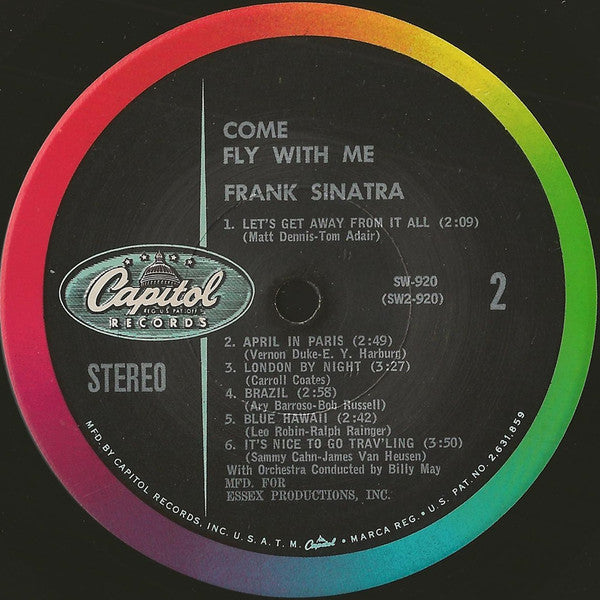 COME
FLY WITH ME
FRANK SINATRA
1. LET'S GET AWAY FROM IT ALL (2:09)
(Matt Dennis-Tom Adair)
Capitol
REG. U.S. PAT. OFF.
RECORDS
SW-920
(SW2-920)
2
STEREO
2. APRIL IN PARIS (2:49)
(Vernon Duke-E. Y. Harburg)
3. LONDON BY NIGHT (3:27)
(Carroll Coates)
4. BRAZIL (2:58)
(Ary Barroso-Bob Russell)
5. BLUE HAWAII (2:42)
(Leo Robin-Ralph Rainger)
6. IT'S NICE TO GO TRAV'LING (3:50)
(Sammy Cahn-James Van Heusen)
With Orchestra Conducted by Billy May
MFD. FOR
ESSEX PRODUCTIONS, INC.
MFD. BY CAPITOL RECORDS, INC. U.S.A. T.M. Capitol • MARCA REG. • U.S. PAT. NO. 2,631,859